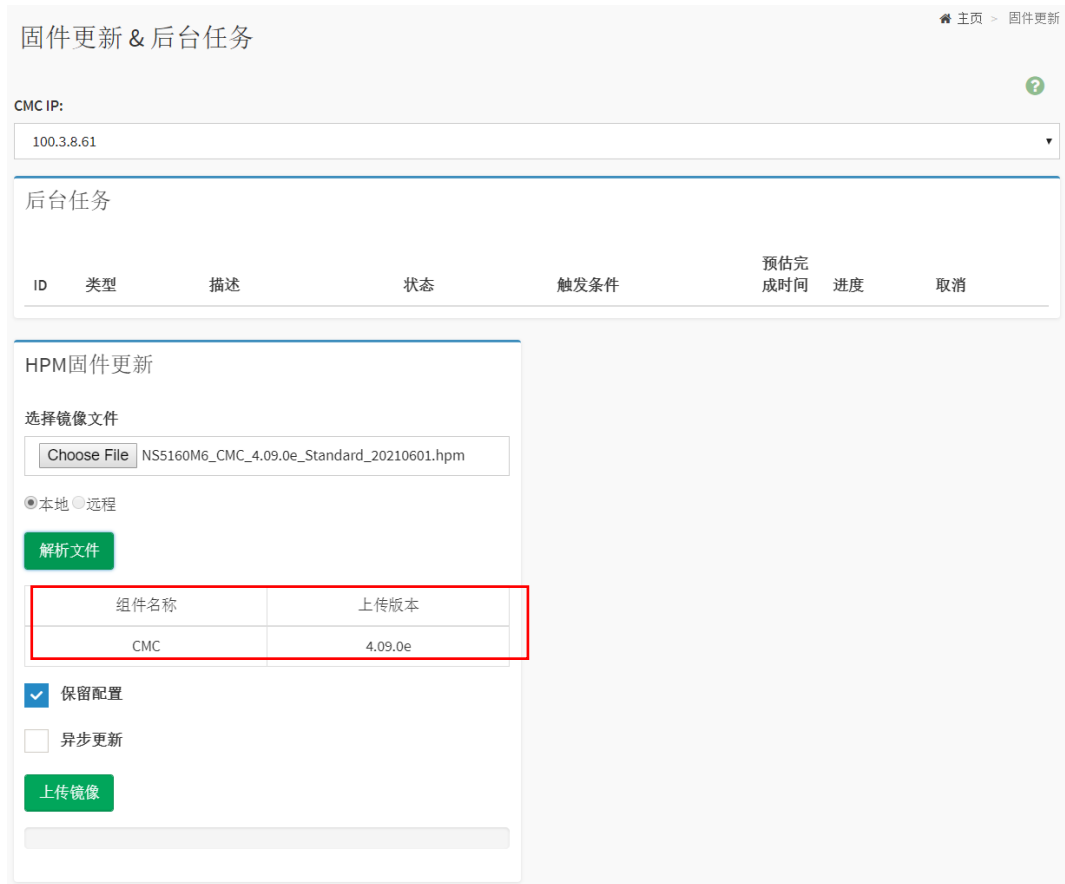 主页 > 固件更新
固件更新 & 后台任务
?
CMC IP:
100.3.8.61
后台任务
ID 类型 描述 状态 触发条件 预估完成时间 进度 取消
HPM固件更新
选择镜像文件
Choose File NS5160M6_CMC_4.09.0e_Standard_20210601.hpm
本地 远程
解析文件
组件名称 上传版本
CMC 4.09.0e
保留配置
异步更新
上传镜像